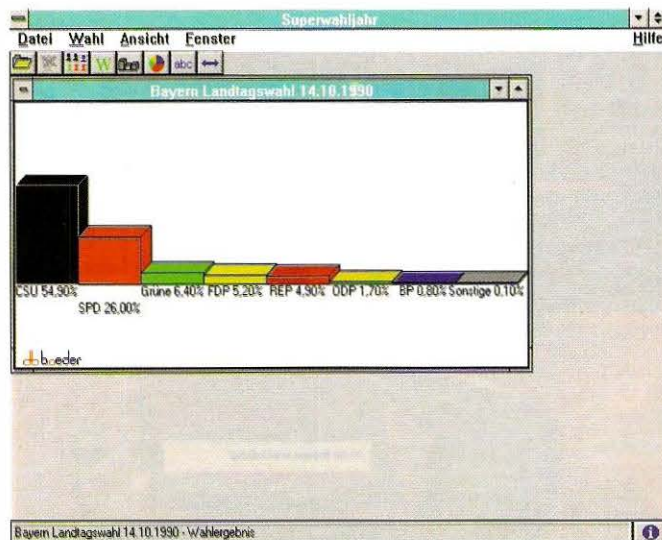 Superwahljahr
Datei Wahl Ansicht Fenster Hilfe
W abc
Bayern Landtagswahl 14.10.1990
CSU 54,90% Grüne 6,40% FDP 5,20% REP 4,90% ÖDP 1,70% BP 0,80% Sonstige 0,10%
SPD 26,00%
boeder
Bayern Landtagswahl 14.10.1990 - Wahlergebnis